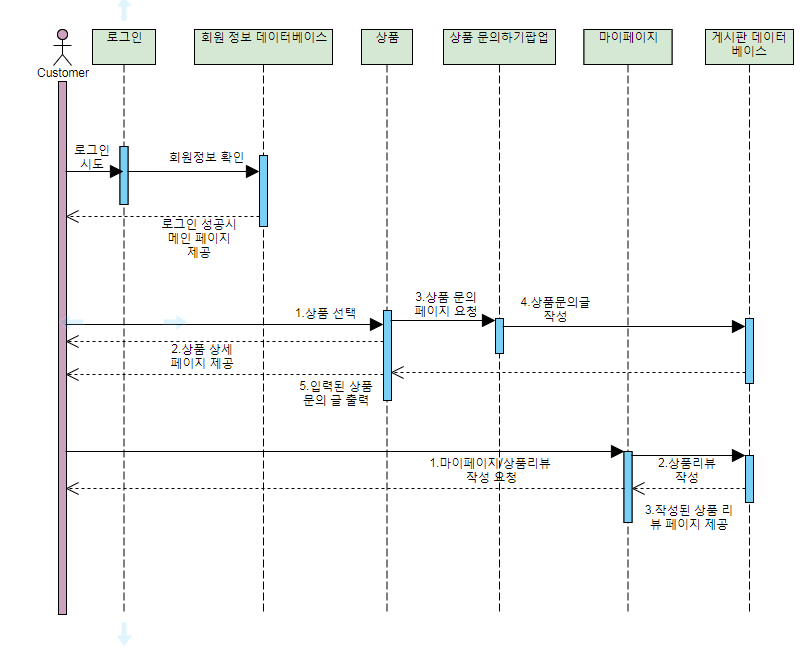 로그인
회원 정보 데이터베이스
상품
상품 문의하기팝업
마이페이지
게시판 데이터
베이스
Customer
로그인
시도
회원정보 확인
로그인 성공시
메인 페이지
제공
1.상품 선택
3.상품 문의
페이지 요청
4.상품문의글
작성
2.상품 상세
페이지 제공
5.입력된 상품
문의 글 출력
1.마이페이지/상품리뷰
작성 요청
2.상품리뷰
작성
3.작성된 상품 리
뷰 페이지 제공